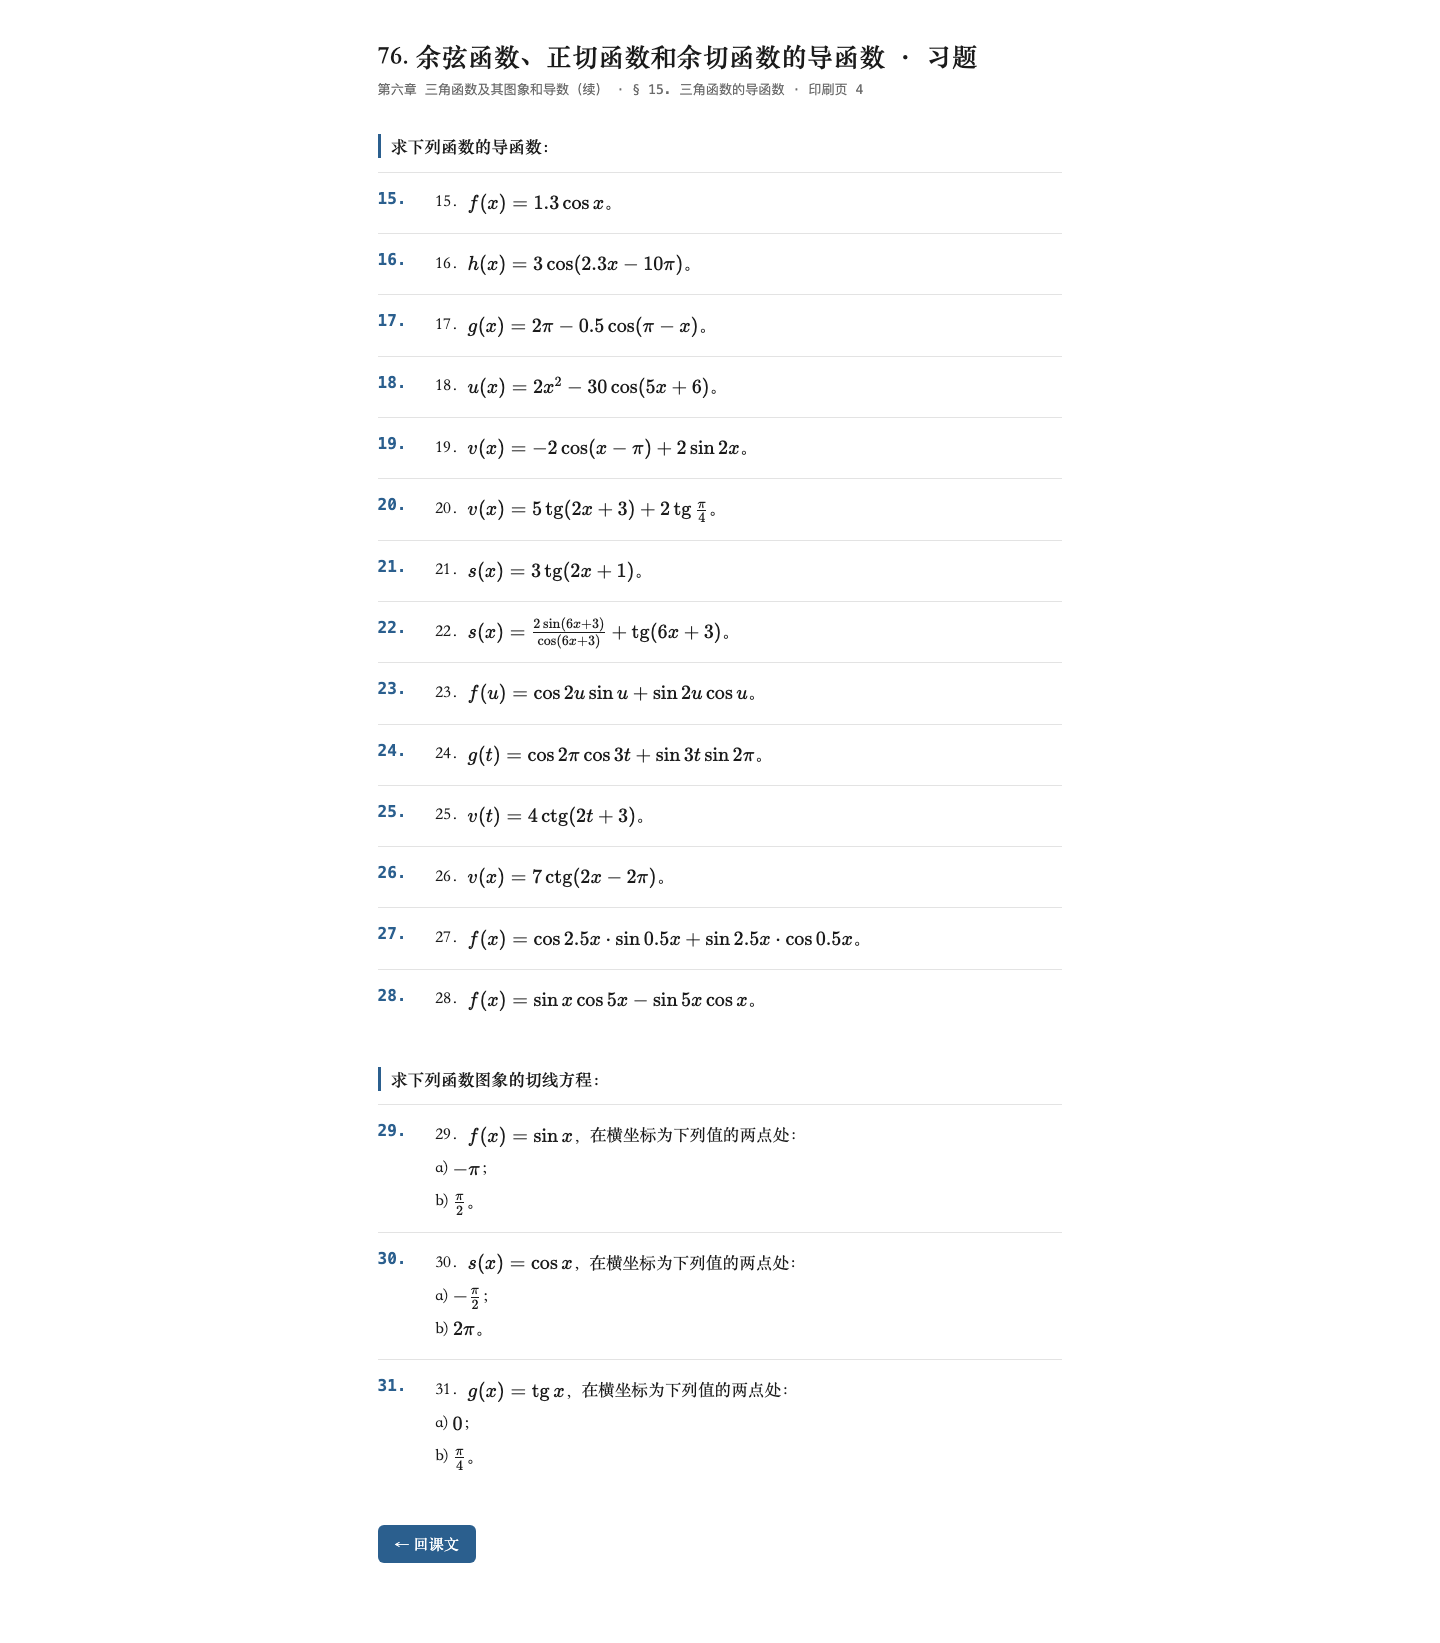 76. 余弦函数、正切函数和余切函数的导函数 · 习题
第六章 三角函数及其图象和导数（续） · § 15. 三角函数的导函数 · 印刷页 4
求下列函数的导函数：
15. 15. f(x) = 1.3 cos x。
16. 16. h(x) = 3 cos(2.3x − 10π)。
17. 17. g(x) = 2π − 0.5 cos(π − x)。
18. 18. u(x) = 2x² − 30 cos(5x + 6)。
19. 19. v(x) = −2 cos(x − π) + 2 sin 2x。
20. 20. v(x) = 5 tg(2x + 3) + 2 tg π/4。
21. 21. s(x) = 3 tg(2x + 1)。
22. 22. s(x) = 2 sin(6x+3)/cos(6x+3) + tg(6x + 3)。
23. 23. f(u) = cos 2u sin u + sin 2u cos u。
24. 24. g(t) = cos 2π cos 3t + sin 3t sin 2π。
25. 25. v(t) = 4 ctg(2t + 3)。
26. 26. v(x) = 7 ctg(2x − 2π)。
27. 27. f(x) = cos 2.5x · sin 0.5x + sin 2.5x · cos 0.5x。
28. 28. f(x) = sin x cos 5x − sin 5x cos x。
求下列函数图象的切线方程：
29. 29. f(x) = sin x，在横坐标为下列值的两点处：
a) −π；
b) π/2。
30. 30. s(x) = cos x，在横坐标为下列值的两点处：
a) −π/2；
b) 2π。
31. 31. g(x) = tg x，在横坐标为下列值的两点处：
a) 0；
b) π/4。
← 回课文